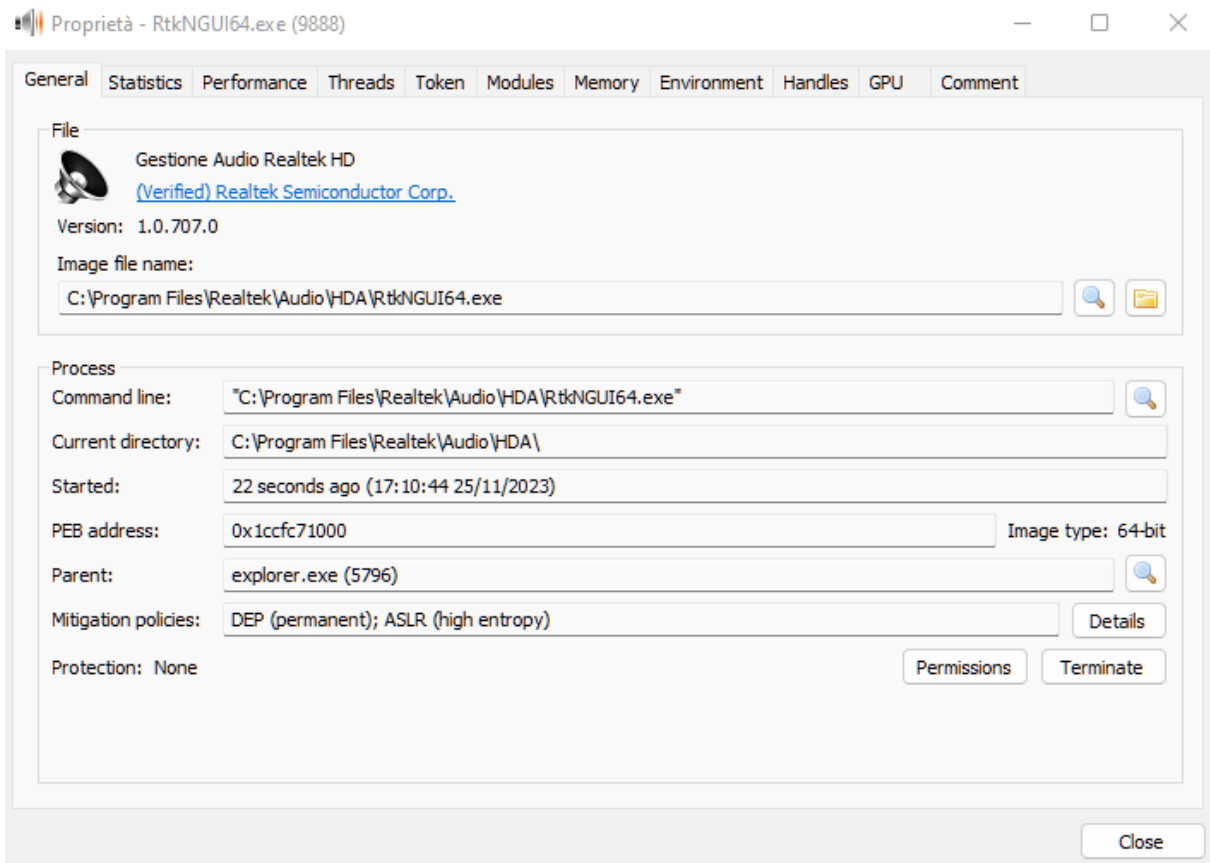 Proprietà - RtkNGUI64.exe (9888)
General Statistics Performance Threads Token Modules Memory Environment Handles GPU Comment
File
Gestione Audio Realtek HD
(Verified) Realtek Semiconductor Corp.
Version: 1.0.707.0
Image file name:
C:\Program Files\Realtek\Audio\HDA\RtkNGUI64.exe
Process
Command line: "C:\Program Files\Realtek\Audio\HDA\RtkNGUI64.exe"
Current directory: C:\Program Files\Realtek\Audio\HDA\
Started: 22 seconds ago (17:10:44 25/11/2023)
PEB address: 0x1ccfc71000 Image type: 64-bit
Parent: explorer.exe (5796)
Mitigation policies: DEP (permanent); ASLR (high entropy) Details
Protection: None Permissions Terminate
Close